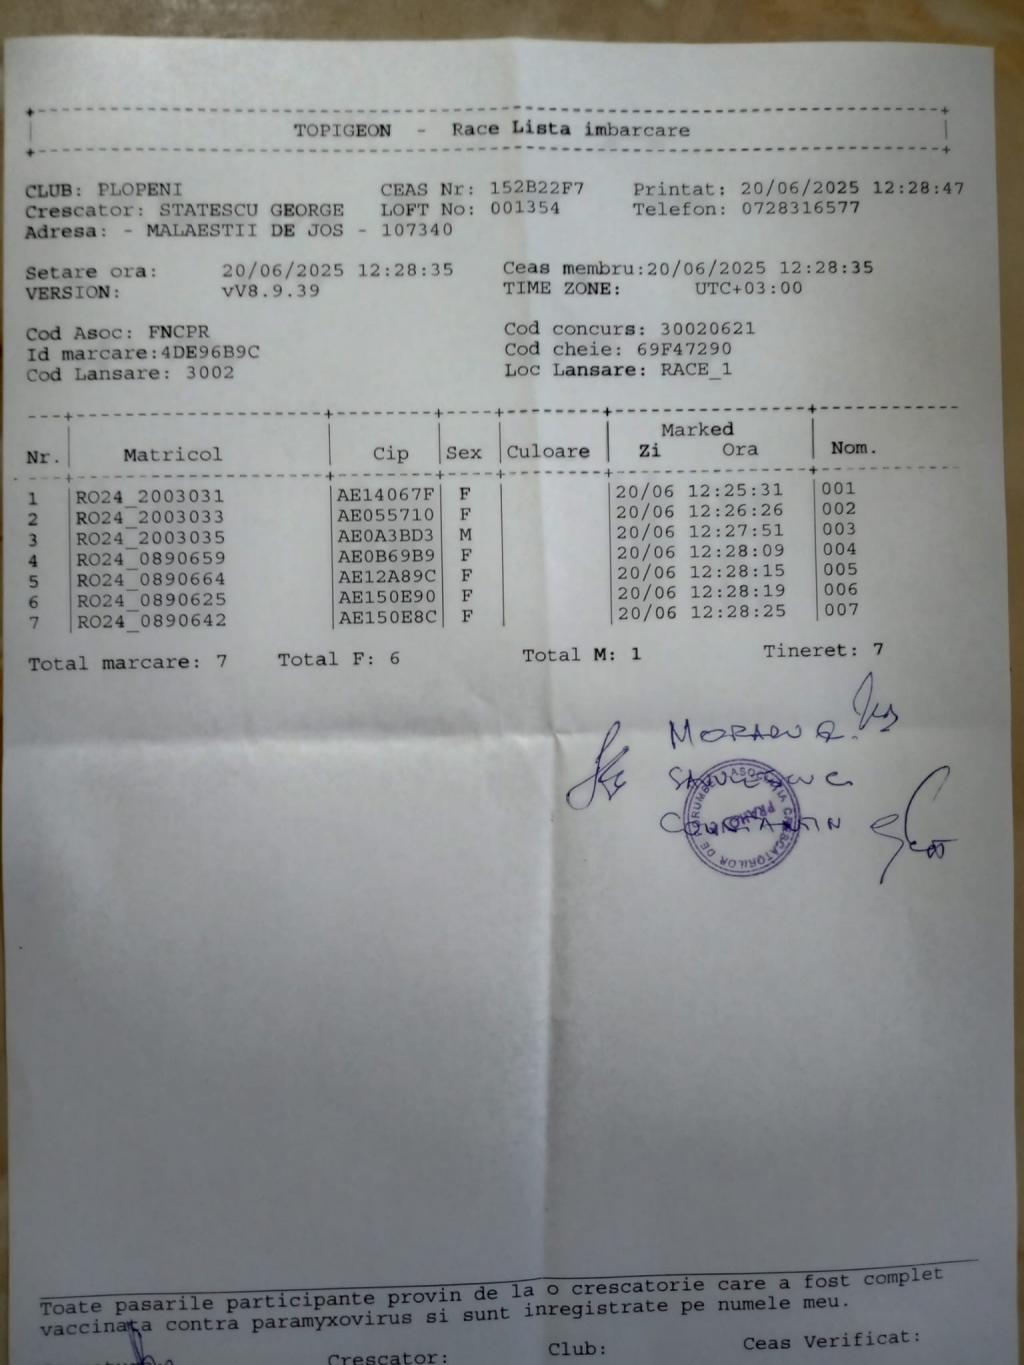 TOPIGEON - Race Lista imbarcare
CLUB: PLOPENI CEAS Nr: 152B22F7 Printat: 20/06/2025 12:28:47
Crescator: STATESCU GEORGE LOFT No: 001354 Telefon: 0728316577
Adresa: - MALAESTII DE JOS - 107340
Setare ora: 20/06/2025 12:28:35 Ceas membru:20/06/2025 12:28:35
VERSION: vV8.9.39 TIME ZONE: UTC+03:00
Cod Asoc: FNCPR Cod concurs: 30020621
Id marcare:4DE96B9C Cod cheie: 69F47290
Cod Lansare: 3002 Loc Lansare: RACE_1
Marked
Nr. Matricol Cip Sex Culoare Zi Ora Nom.
1 RO24_2003031 AE14067F F 20/06 12:25:31 001
2 RO24_2003033 AE055710 F 20/06 12:26:26 002
3 RO24_2003035 AE0A3BD3 M 20/06 12:27:51 003
4 RO24_0890659 AE0B69B9 F 20/06 12:28:09 004
5 RO24_0890664 AE12A89C F 20/06 12:28:15 005
6 RO24_0890625 AE150E90 F 20/06 12:28:19 006
7 RO24_0890642 AE150E8C F 20/06 12:28:25 007
Total marcare: 7 Total F: 6 Total M: 1 Tineret: 7
ASOCIATIA CRESCATORILOR DE PORUMBEI
Toate pasarile participante provin de la o crescatorie care a fost complet
vaccinata contra paramyxovirus si sunt inregistrate pe numele meu.
Crescator: Club: Ceas Verificat: